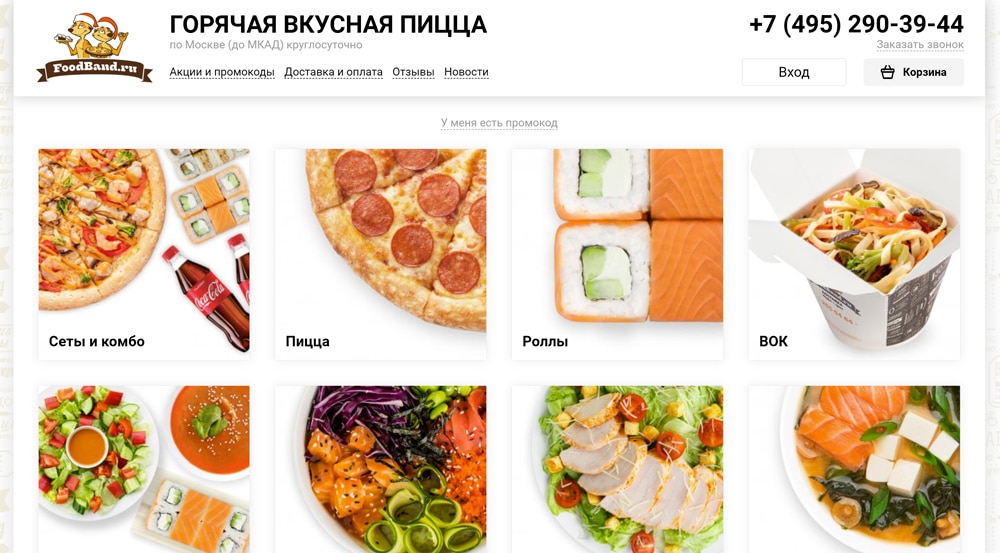 FoodBand.ru
ГОРЯЧАЯ ВКУСНАЯ ПИЦЦА
по Москве (до МКАД) круглосуточно
Акции и промокоды Доставка и оплата Отзывы Новости
+7 (495) 290-39-44
Заказать звонок
Вход
Корзина
У меня есть промокод
Coca-Cola
Сеты и комбо
Пицца
Роллы
ВОК